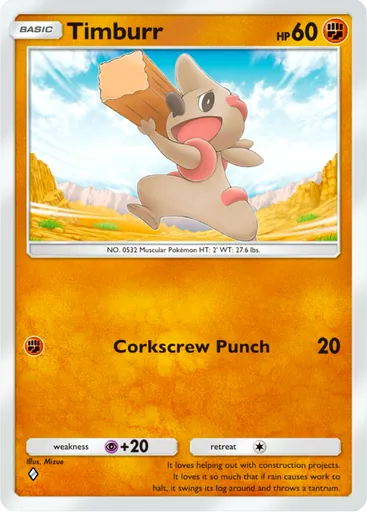 BASIC Timburr HP 60
NO. 0532 Muscular Pokémon HT: 2' WT: 27.6 lbs.
Corkscrew Punch 20
weakness +20 retreat
Illus. Mizue
It loves helping out with construction projects.
It loves it so much that if rain causes work to
halt, it swings its log around and throws a tantrum.